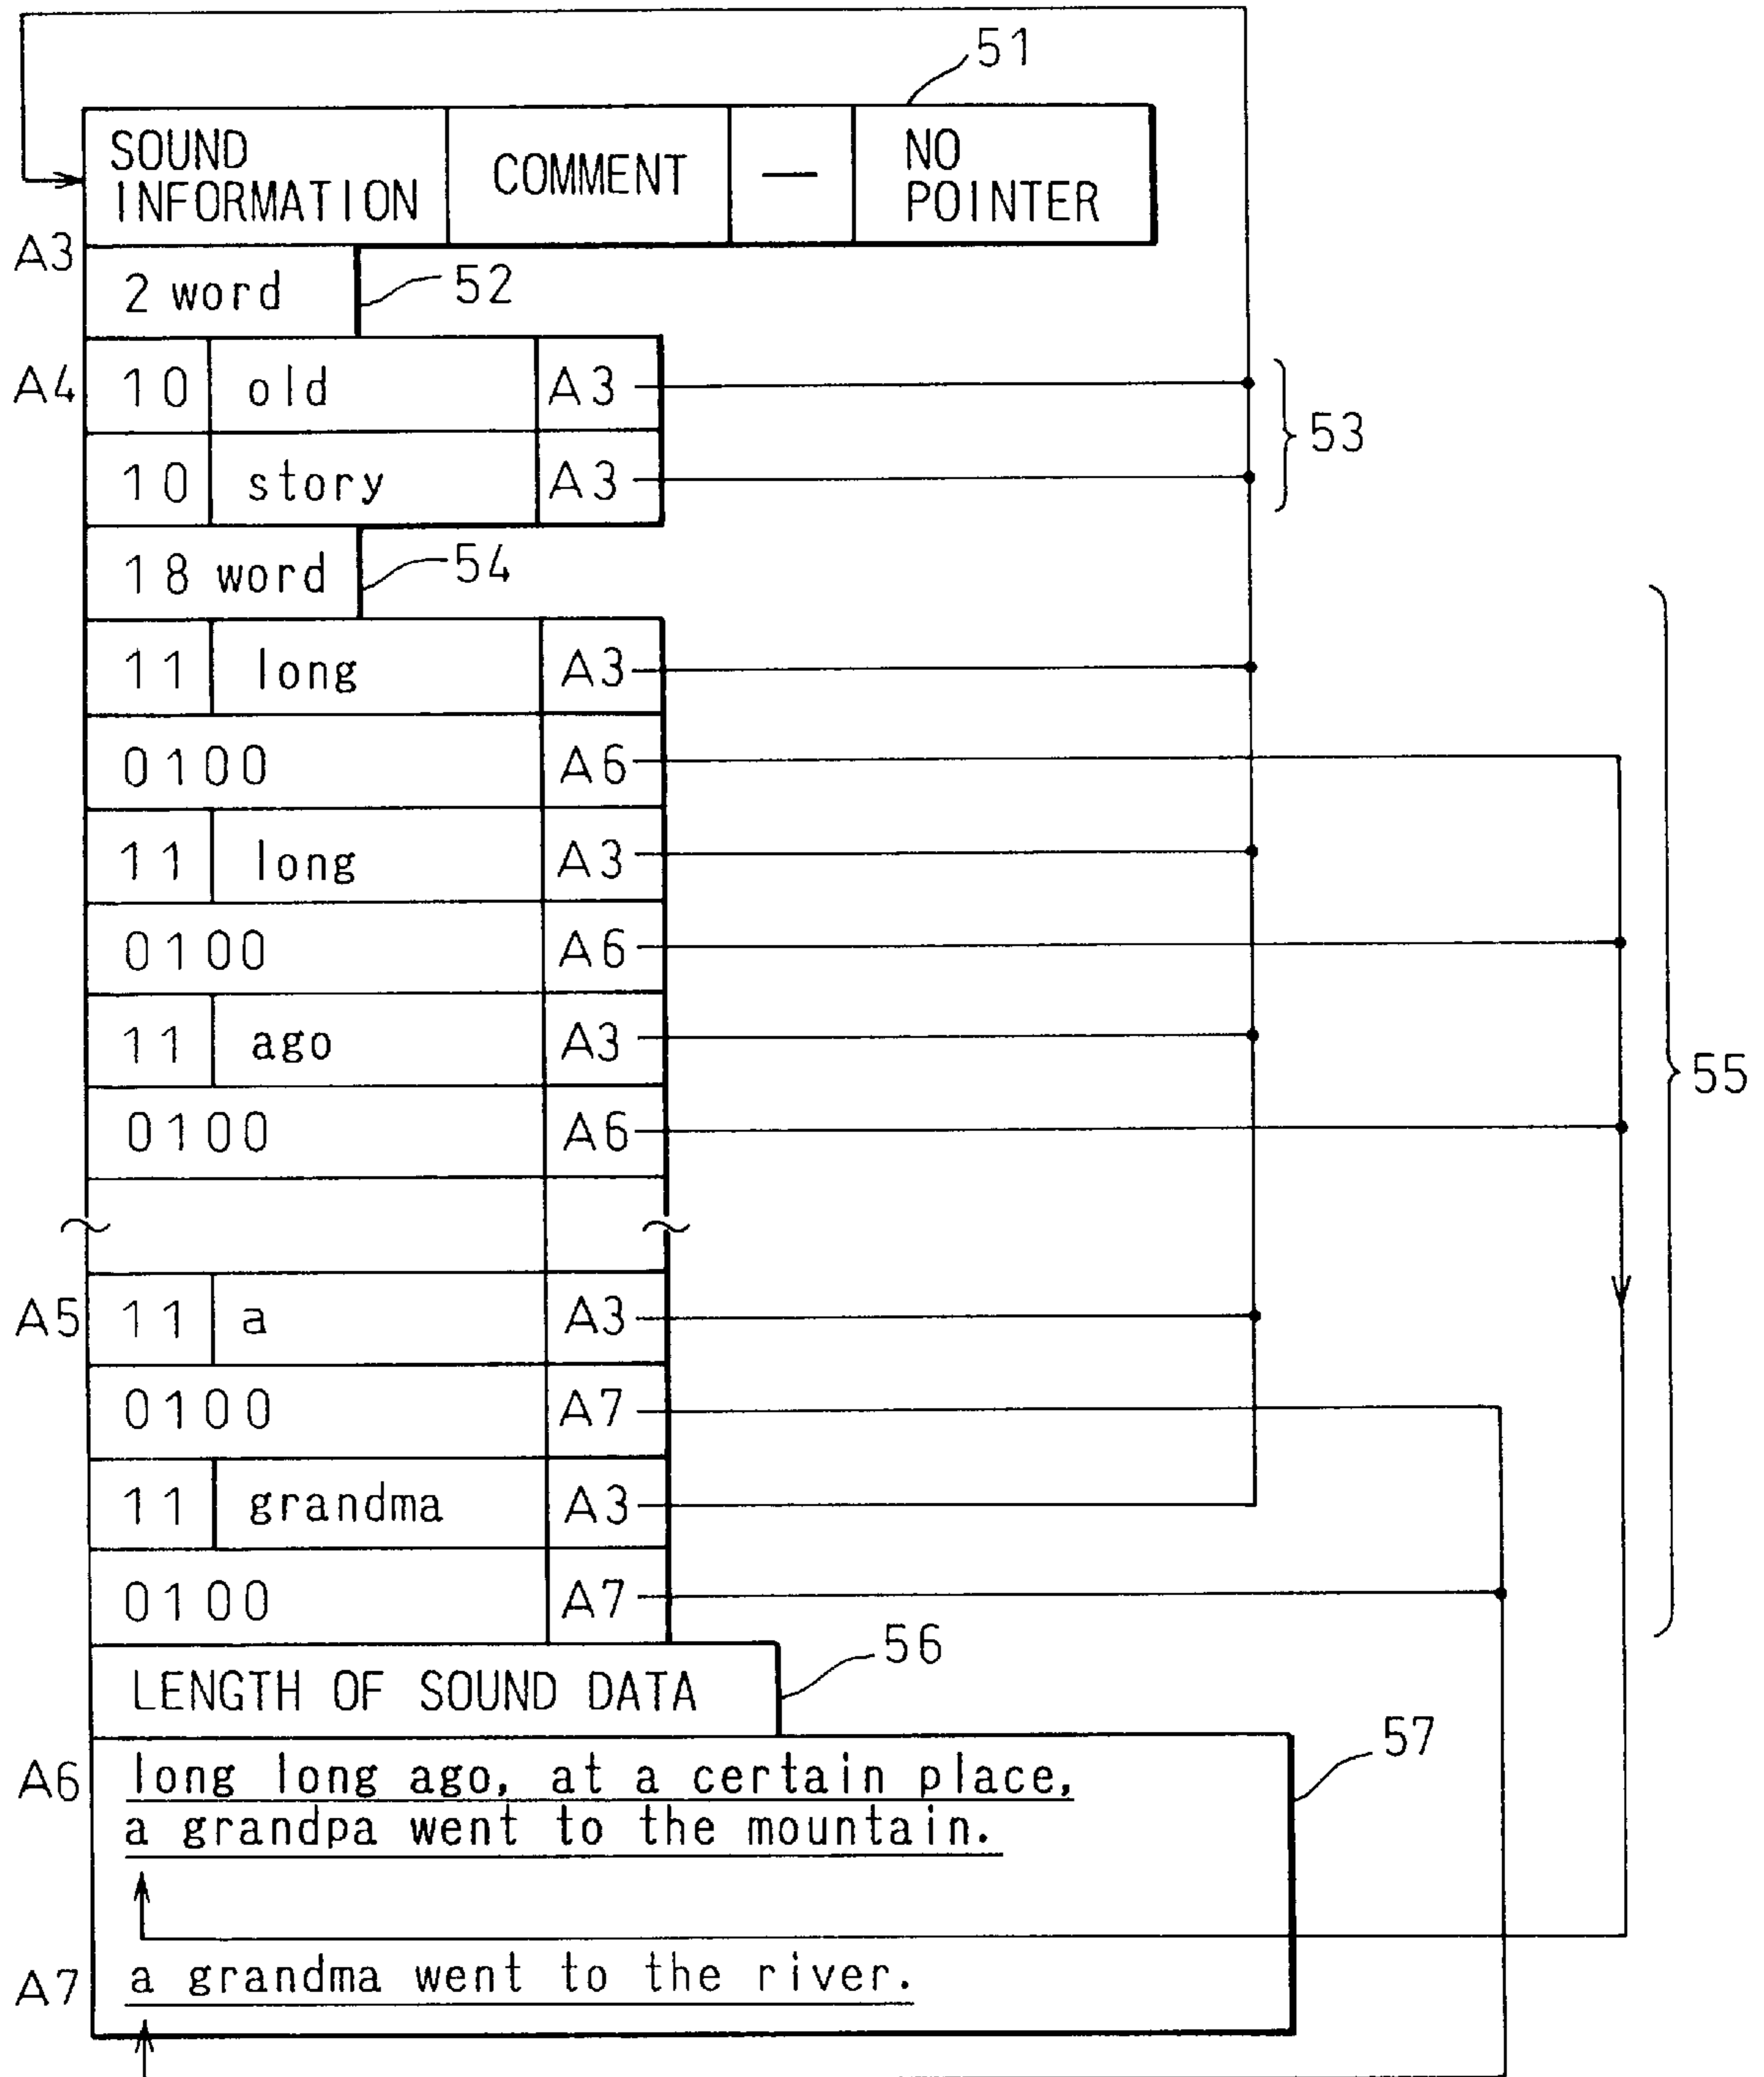 51
SOUND INFORMATION COMMENT — NO POINTER
A3
2 word 52
A4 10 old A3
10 story A3
53
18 word 54
11 long A3
0100 A6
11 long A3
0100 A6
11 ago A3
0100 A6
55
A5 11 a A3
0100 A7
11 grandma A3
0100 A7
56
LENGTH OF SOUND DATA
57
A6 long long ago, at a certain place,
a grandpa went to the mountain.
A7 a grandma went to the river.